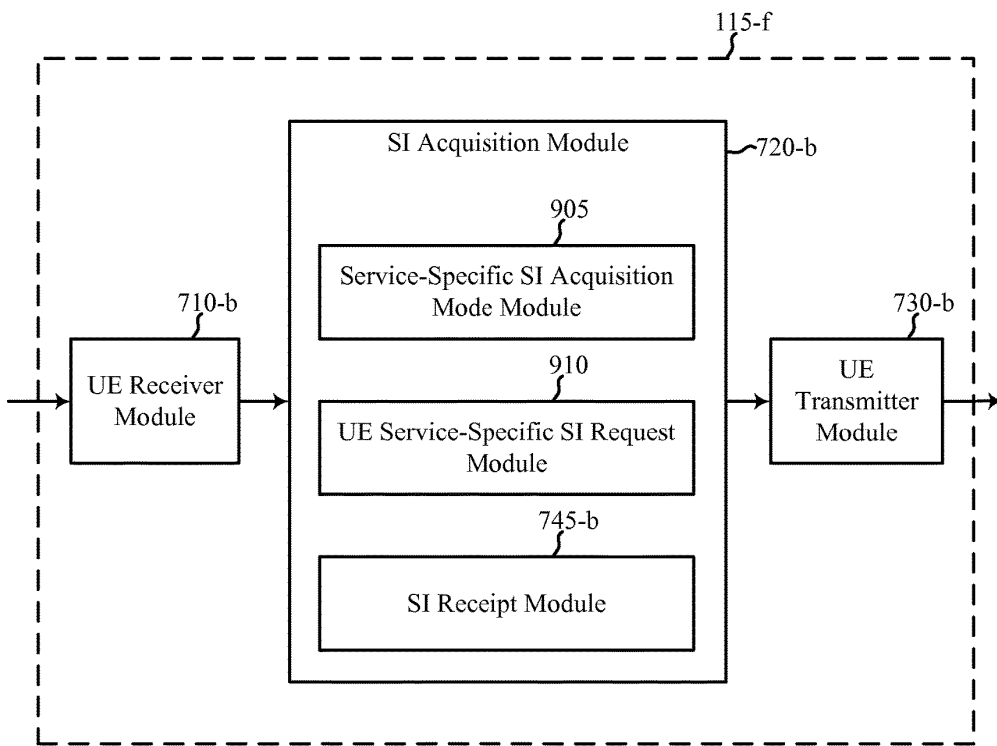 115-f
SI Acquisition Module
720-b
905
Service-Specific SI Acquisition
Mode Module
710-b
730-b
UE Receiver
Module
910
UE
Transmitter
Module
UE Service-Specific SI Request
Module
745-b
SI Receipt Module